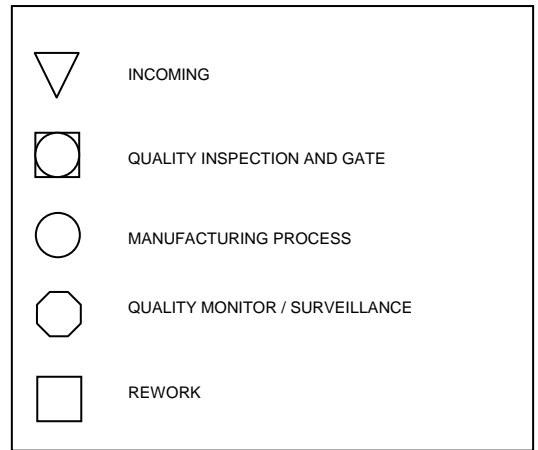 INCOMING
QUALITY INSPECTION AND GATE
MANUFACTURING PROCESS
QUALITY MONITOR / SURVEILLANCE
REWORK